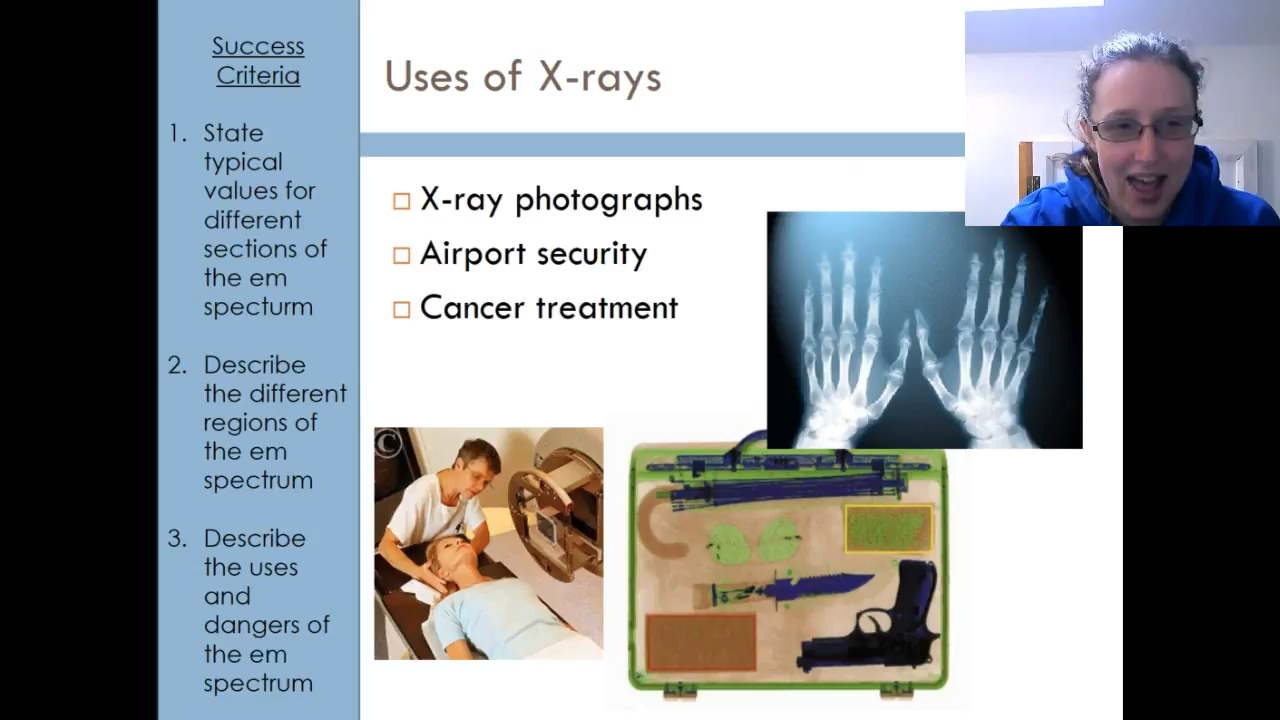 Success
Criteria
1. State
typical
values for
different
sections of
the em
specturm
2. Describe
the different
regions of
the em
spectrum
3. Describe
the uses
and
dangers of
the em
spectrum
Uses of X-rays
X-ray photographs
Airport security
Cancer treatment
©